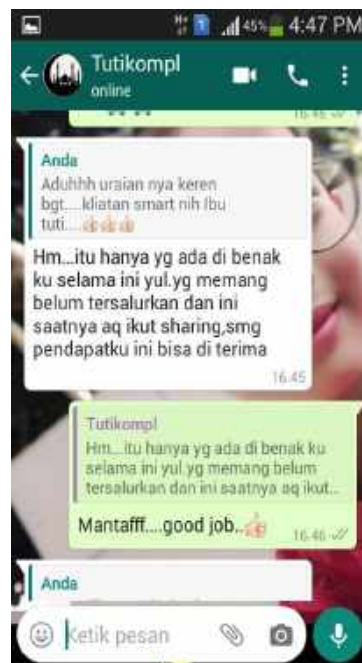 45% 4:47 PM
Tutikompl
online
16:46
Anda
Aduhhh uraian nya keren
bgt....kliatan smart nih Ibu
tuti....👍👍👍
Hm...itu hanya yg ada di benak
ku selama ini yul.yg memang
belum tersalurkan dan ini
saatnya aq ikut sharing,smg
pendapatku ini bisa di terima
16:45
Tutikompl
Hm...itu hanya yg ada di benak ku
selama ini yul.yg memang belum
tersalurkan dan ini saatnya aq ikut...
Mantafff....good job..👍
16:46
Anda
Ketik pesan